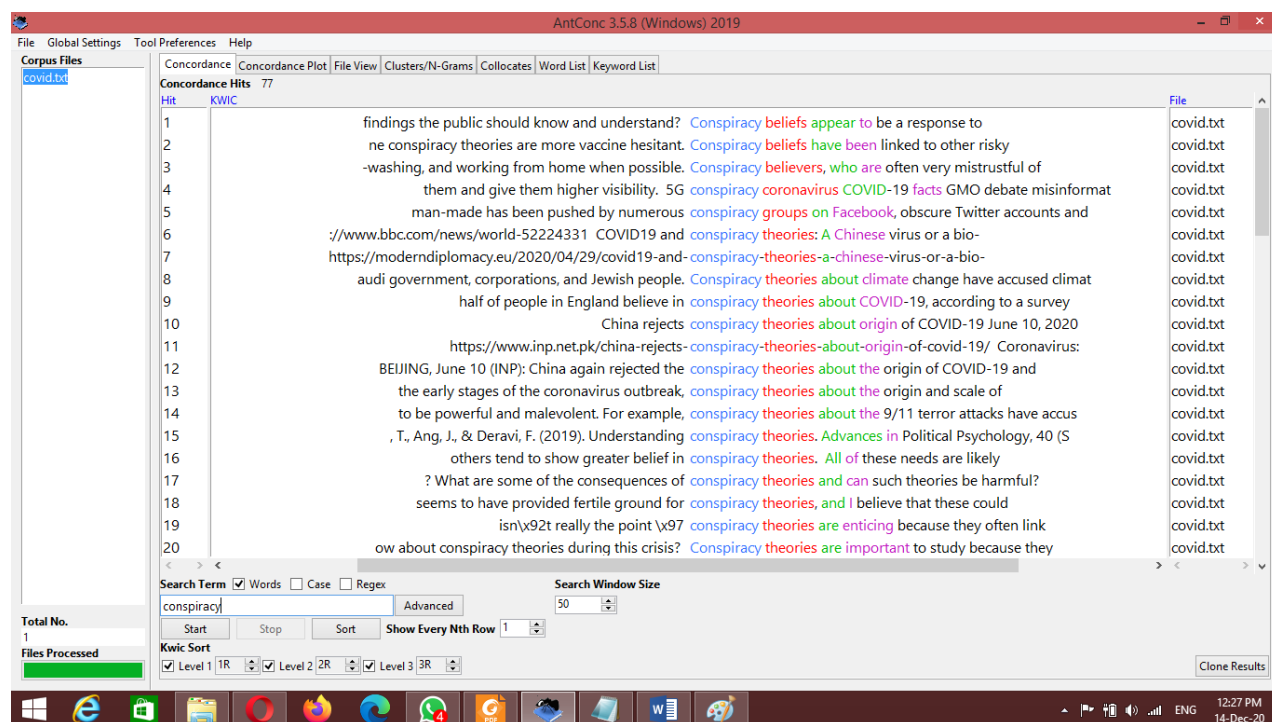 AntConc 3.5.8 (Windows) 2019
File Global Settings Tool Preferences Help
Corpus Files
covid.txt
Concordance Concordance Plot File View Clusters/N-Grams Collocates Word List Keyword List
Concordance Hits 77
Hit KWIC File
1 findings the public should know and understand? Conspiracy beliefs appear to be a response to covid.txt
2 ne conspiracy theories are more vaccine hesitant. Conspiracy beliefs have been linked to other risky covid.txt
3 -washing, and working from home when possible. Conspiracy believers, who are often very mistrustful of covid.txt
4 them and give them higher visibility. 5G conspiracy coronavirus COVID-19 facts GMO debate misinformat covid.txt
5 man-made has been pushed by numerous conspiracy groups on Facebook, obscure Twitter accounts and covid.txt
6 ://www.bbc.com/news/world-52224331 COVID19 and conspiracy theories: A Chinese virus or a bio- covid.txt
7 https://moderndiplomacy.eu/2020/04/29/covid19-and-conspiracy-theories-a-chinese-virus-or-a-bio- covid.txt
8 audi government, corporations, and Jewish people. Conspiracy theories about climate change have accused climat covid.txt
9 half of people in England believe in conspiracy theories about COVID-19, according to a survey covid.txt
10 China rejects conspiracy theories about origin of COVID-19 June 10, 2020 covid.txt
11 https://www.inp.net.pk/china-rejects-conspiracy-theories-about-origin-of-covid-19/ Coronavirus: covid.txt
12 BEIJING, June 10 (INP): China again rejected the conspiracy theories about the origin of COVID-19 and covid.txt
13 the early stages of the coronavirus outbreak, conspiracy theories about the origin and scale of covid.txt
14 to be powerful and malevolent. For example, conspiracy theories about the 9/11 terror attacks have accus covid.txt
15 , T., Ang, J., & Deravi, F. (2019). Understanding conspiracy theories. Advances in Political Psychology, 40 (S covid.txt
16 others tend to show greater belief in conspiracy theories. All of these needs are likely covid.txt
17 ? What are some of the consequences of conspiracy theories and can such theories be harmful? covid.txt
18 seems to have provided fertile ground for conspiracy theories, and I believe that these could covid.txt
19 isn\x92t really the point \x97 conspiracy theories are enticing because they often link covid.txt
20 ow about conspiracy theories during this crisis? Conspiracy theories are important to study because they covid.txt
Search Term Words Case Regex Search Window Size
conspiracy Advanced 50
Total No.
1
Start Stop Sort Show Every Nth Row 1
Files Processed
Kwic Sort
Level 1 1R Level 2 2R Level 3 3R Clone Results
4
PDF
ENG 12:27 PM
14-Dec-20